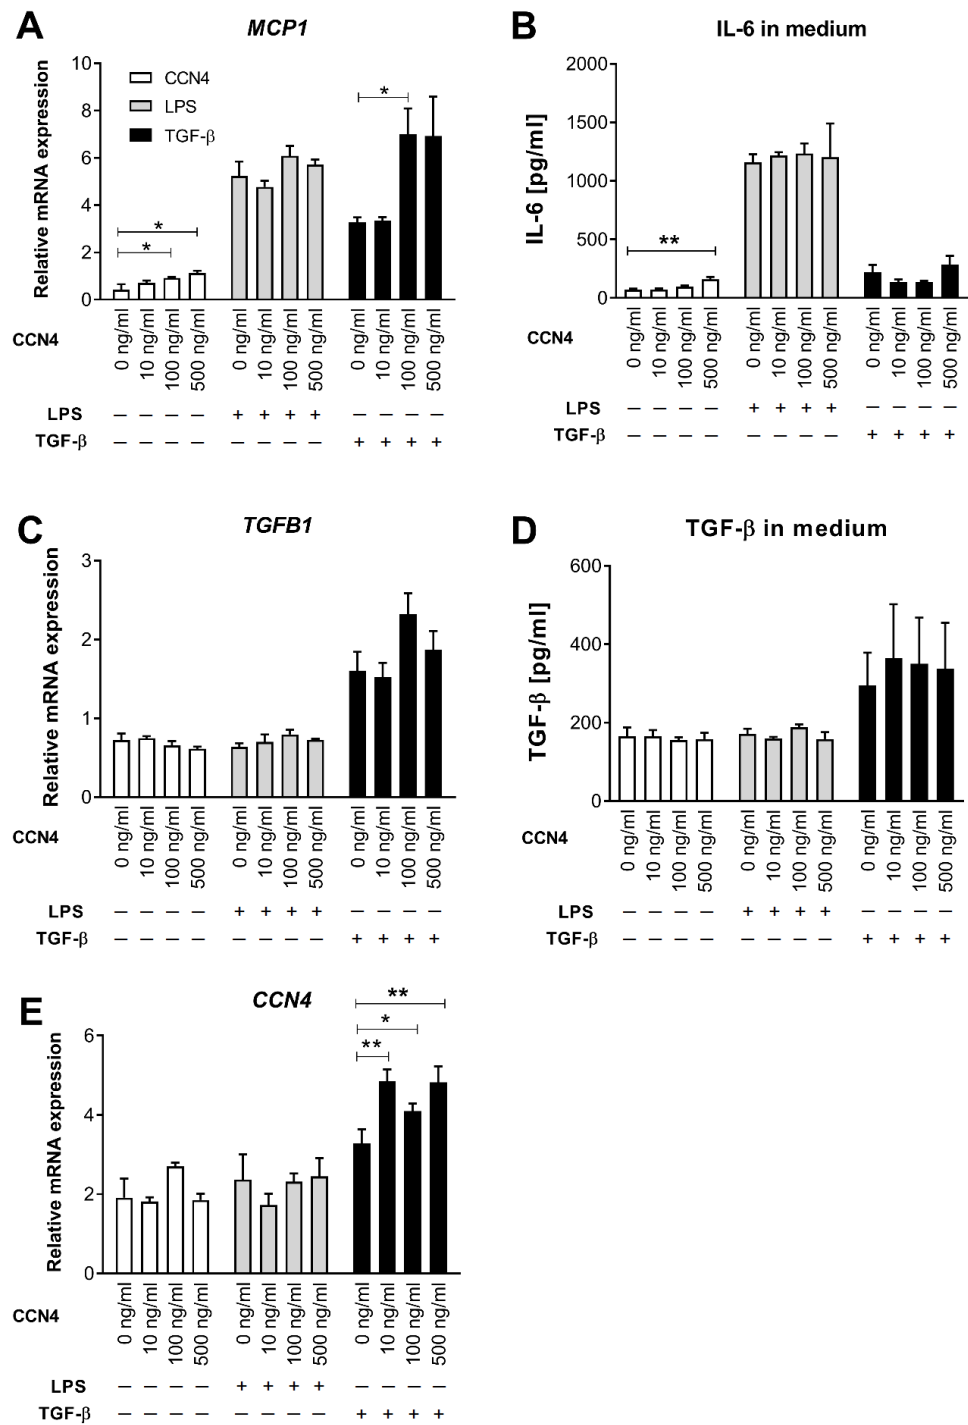 A
MCP1
Relative mRNA expression
10
8
6
4
2
0
CCN4
LPS
TGF-β
*
*
*
CCN4
0 ng/ml 10 ng/ml 100 ng/ml 500 ng/ml 0 ng/ml 10 ng/ml 100 ng/ml 500 ng/ml 0 ng/ml 10 ng/ml 100 ng/ml 500 ng/ml
LPS – – – – + + + + – – – –
TGF-β – – – – – – – – + + + +
B
IL-6 in medium
IL-6 [pg/ml]
2000
1500
1000
500
0
**
CCN4
0 ng/ml 10 ng/ml 100 ng/ml 500 ng/ml 0 ng/ml 10 ng/ml 100 ng/ml 500 ng/ml 0 ng/ml 10 ng/ml 100 ng/ml 500 ng/ml
LPS – – – – + + + + – – – –
TGF-β – – – – – – – – + + + +
C
TGFB1
Relative mRNA expression
3
2
1
0
CCN4
0 ng/ml 10 ng/ml 100 ng/ml 500 ng/ml 0 ng/ml 10 ng/ml 100 ng/ml 500 ng/ml 0 ng/ml 10 ng/ml 100 ng/ml 500 ng/ml
LPS – – – – + + + + – – – –
TGF-β – – – – – – – – + + + +
D
TGF-β in medium
TGF-β [pg/ml]
600
400
200
0
CCN4
0 ng/ml 10 ng/ml 100 ng/ml 500 ng/ml 0 ng/ml 10 ng/ml 100 ng/ml 500 ng/ml 0 ng/ml 10 ng/ml 100 ng/ml 500 ng/ml
LPS – – – – + + + + – – – –
TGF-β – – – – – – – – + + + +
E
CCN4
Relative mRNA expression
6
4
2
0
**
*
**
CCN4
0 ng/ml 10 ng/ml 100 ng/ml 500 ng/ml 0 ng/ml 10 ng/ml 100 ng/ml 500 ng/ml 0 ng/ml 10 ng/ml 100 ng/ml 500 ng/ml
LPS – – – – + + + + – – – –
TGF-β – – – – – – – – + + + +